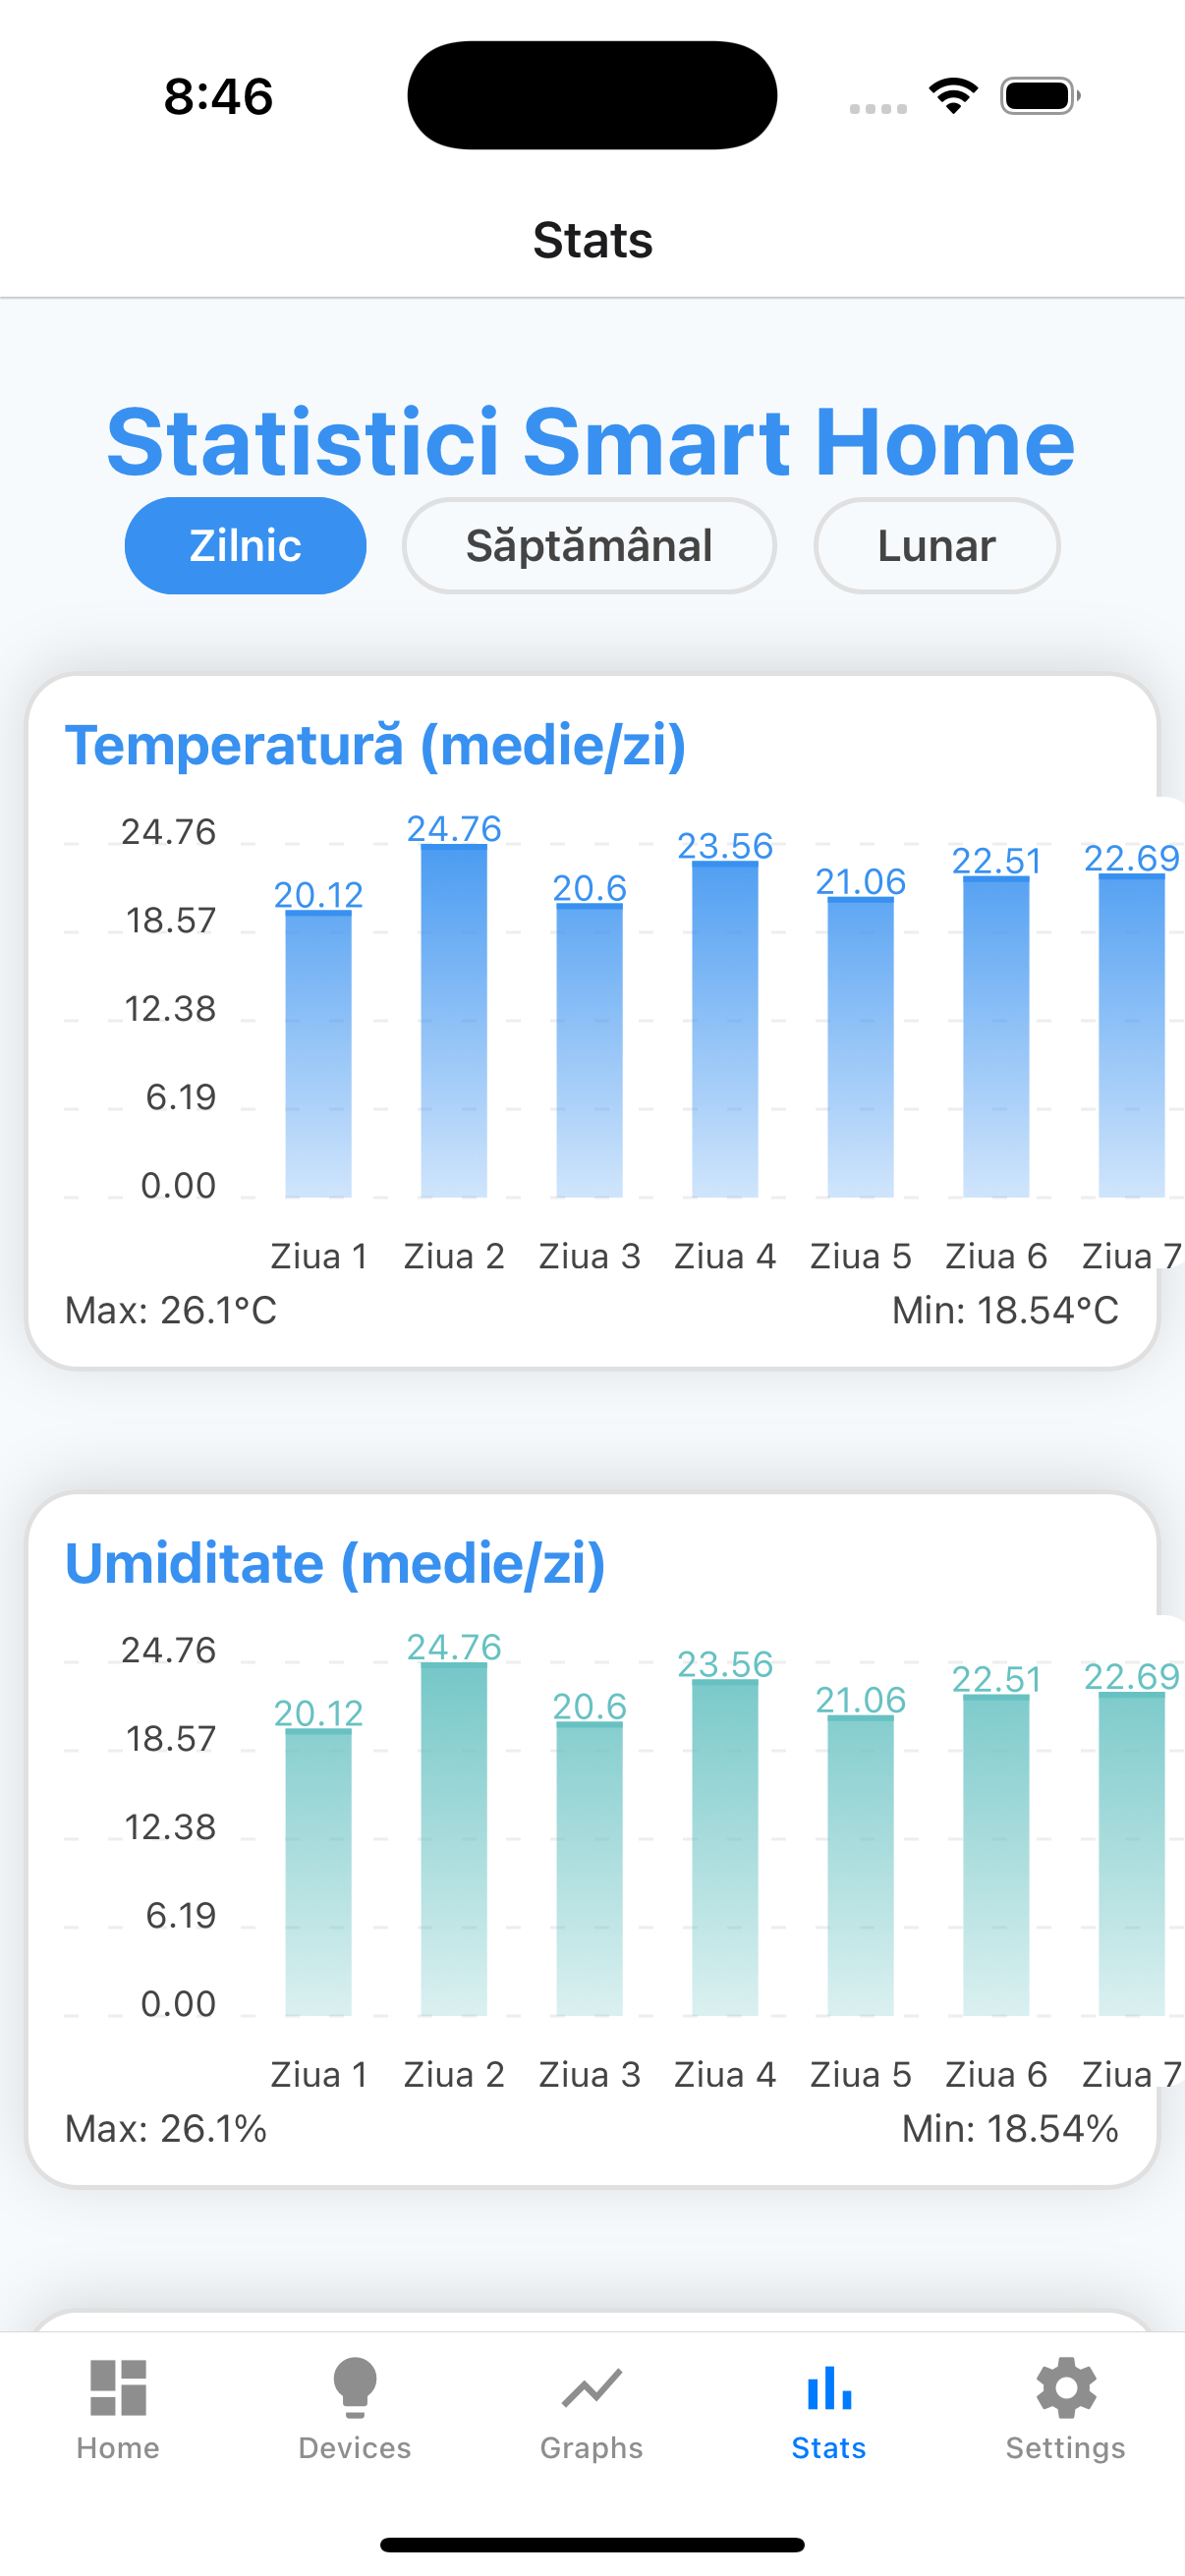 8:46
Stats
Statistici Smart Home
Zilnic Săptămânal Lunar
Temperatură (medie/zi)
24.76
18.57
12.38
6.19
0.00
20.12 24.76 20.6 23.56 21.06 22.51 22.69
Ziua 1 Ziua 2 Ziua 3 Ziua 4 Ziua 5 Ziua 6 Ziua 7
Max: 26.1°C Min: 18.54°C
Umiditate (medie/zi)
24.76
18.57
12.38
6.19
0.00
20.12 24.76 20.6 23.56 21.06 22.51 22.69
Ziua 1 Ziua 2 Ziua 3 Ziua 4 Ziua 5 Ziua 6 Ziua 7
Max: 26.1% Min: 18.54%
Home Devices Graphs Stats Settings